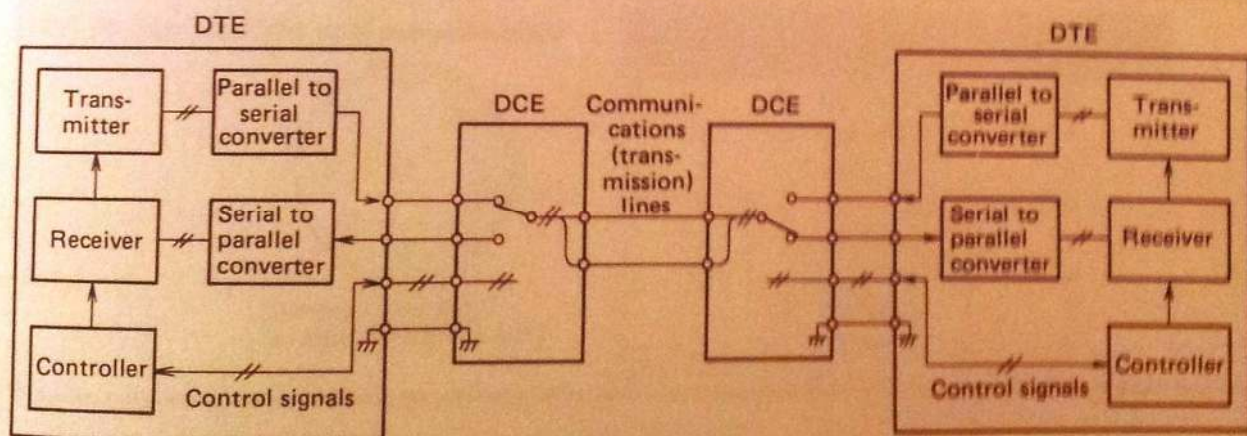 DTE
Trans-
mitter
Parallel to
serial
converter
Receiver
Serial to
parallel
converter
Controller
Control signals
DCE
Communi-
cations
(trans-
mission)
lines
DCE
DTE
Parallel to
serial
converter
Trans-
mitter
Serial to
parallel
converter
Receiver
Controller
Control signals